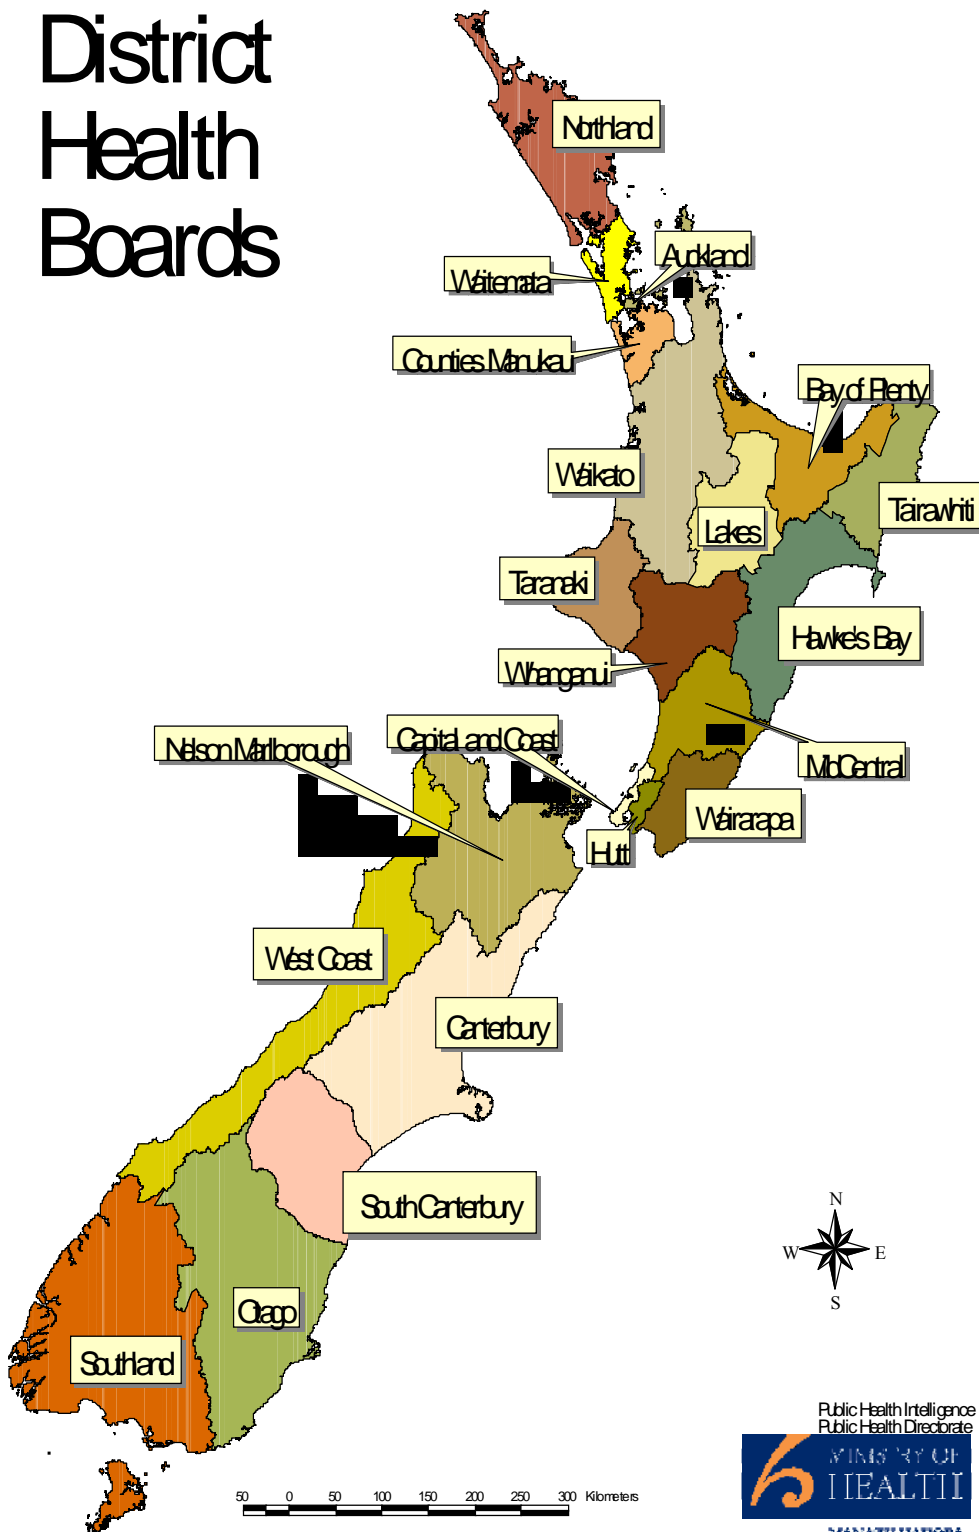 District
Health
Boards
Northland
Auckland
Waitemata
Counties Manukau
Bay of Plenty
Waikato
Tairawhiti
Lakes
Taranaki
Hawke's Bay
Whanganui
Capital and Coast
Nelson Marlborough
MidCentral
Wairarapa
Hutt
West Coast
Canterbury
South Canterbury
N
W
E
S
Otago
Southland
Public Health Intelligence
Public Health Directorate
MINISTRY OF
HEALTH
50 0 50 100 150 200 250 300 Kilometers